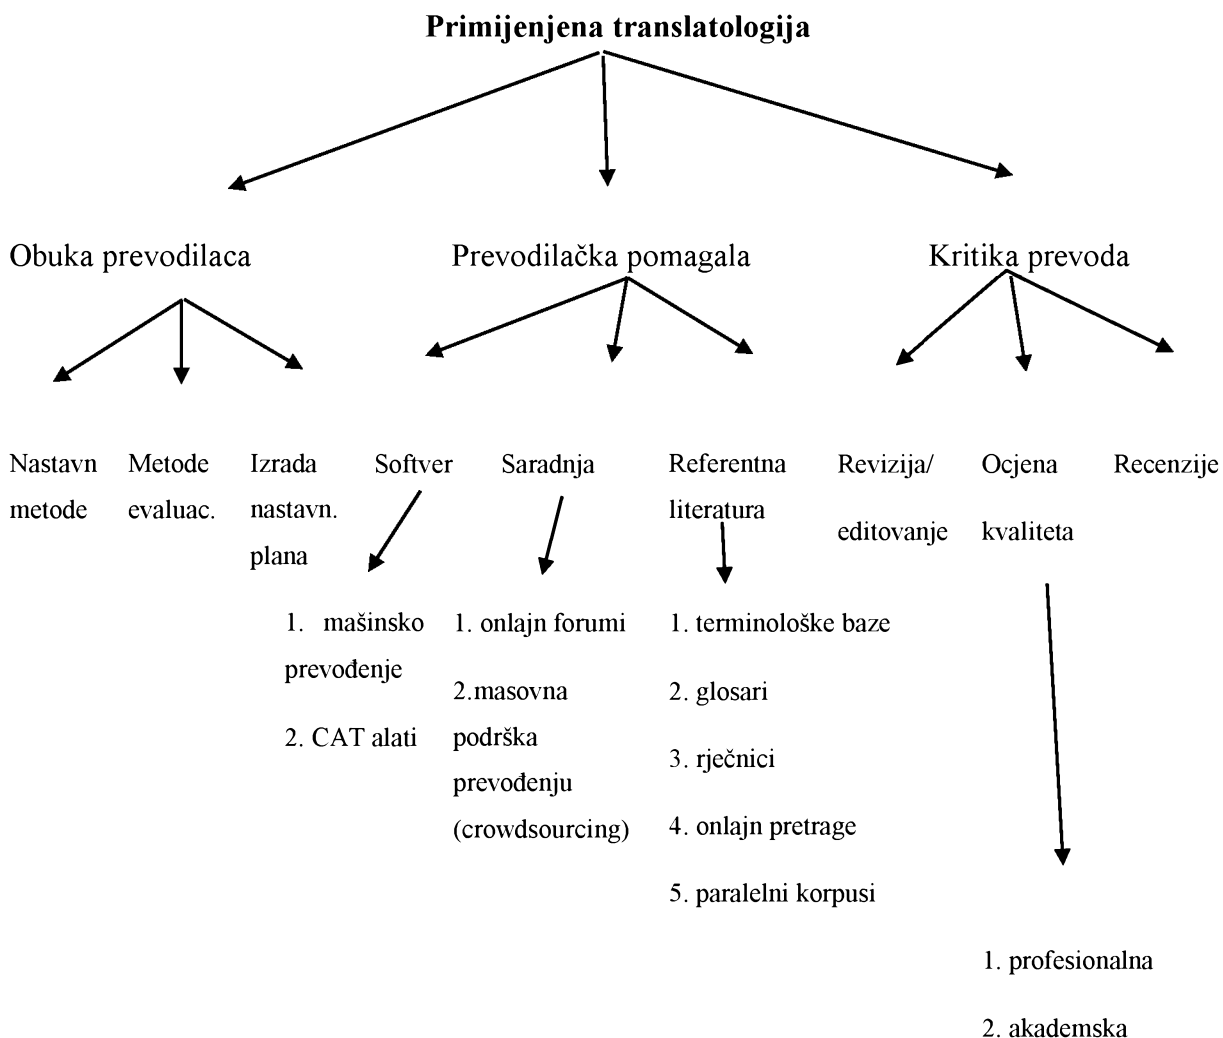 Primijenjena translatologija
Obuka prevodilaca
Prevodilačka pomagala
Kritika prevoda
Nastavn
metode
Metode
evaluac.
Izrada
nastavn.
plana
Softver
Saradnja
Referentna
literatura
Revizija/
editovanje
Ocjena
kvaliteta
Recenzije
1. mašinsko
prevođenje
2. CAT alati
1. onlajn forumi
2.masovna
podrška
prevođenju
(crowdsourcing)
1. terminološke baze
2. glosari
3. rječnici
4. onlajn pretrage
5. paralelni korpusi
1. profesionalna
2. akademska